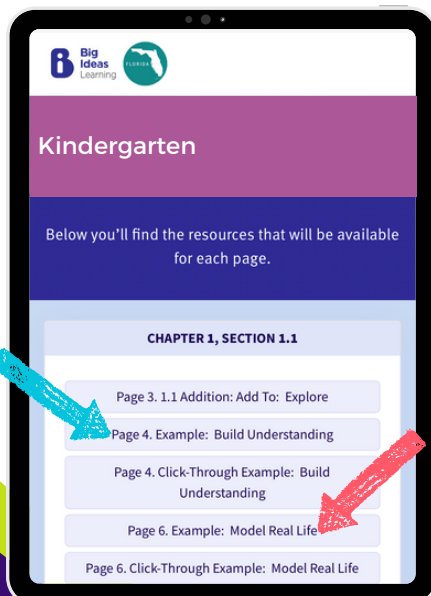 Big
Ideas
Learning
FLORIDA
Kindergarten
Below you'll find the resources that will be available
for each page.
CHAPTER 1, SECTION 1.1
Page 3. 1.1 Addition: Add To: Explore
Page 4. Example: Build Understanding
Page 4. Click-Through Example: Build
Understanding
Page 6. Example: Model Real Life
Page 6. Click-Through Example: Model Real Life